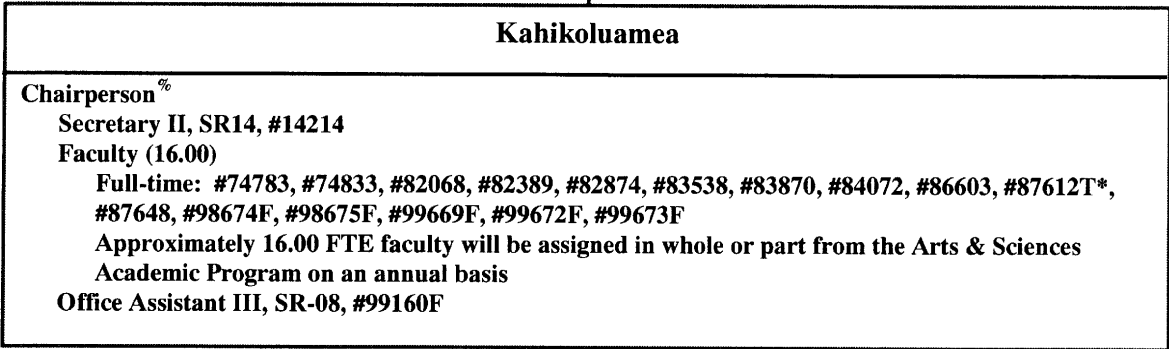 Kahikoluamea
Chairperson%
Secretary II, SR14, #14214
Faculty (16.00)
Full-time: #74783, #74833, #82068, #82389, #82874, #83538, #83870, #84072, #86603, #87612T*,
#87648, #98674F, #98675F, #99669F, #99672F, #99673F
Approximately 16.00 FTE faculty will be assigned in whole or part from the Arts & Sciences
Academic Program on an annual basis
Office Assistant III, SR-08, #99160F